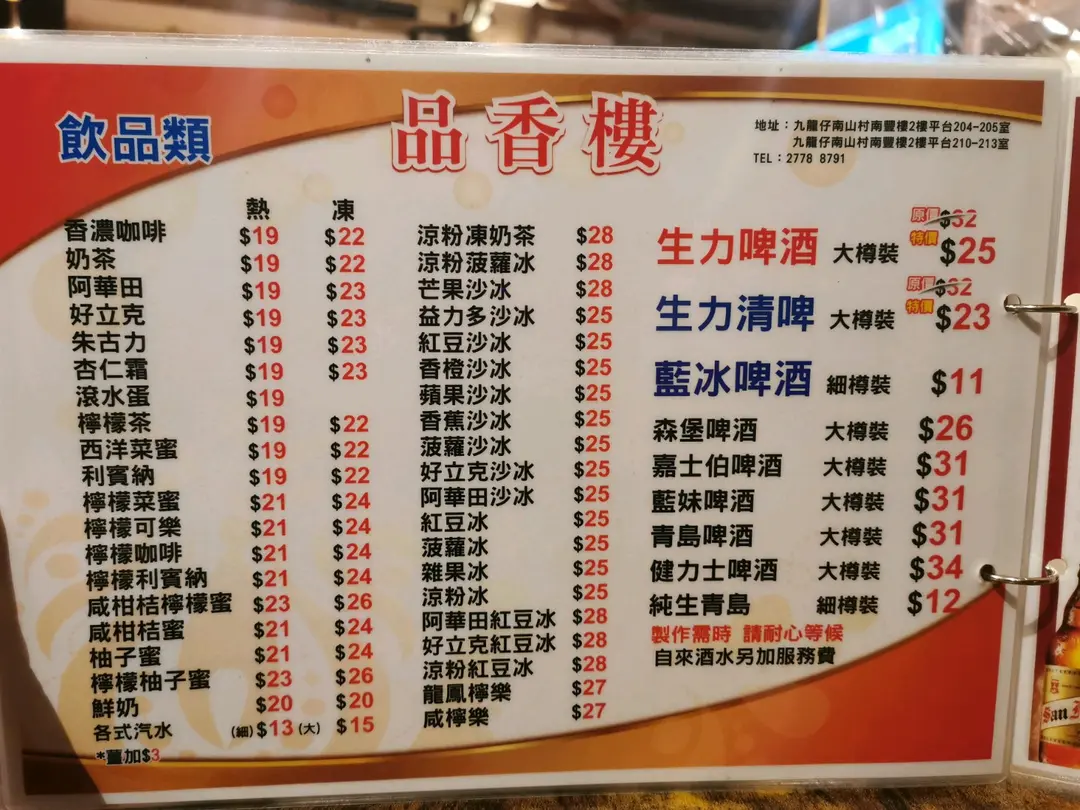 飲品類
品香樓
地址：九龍仔南山村南豐樓2樓平台204-205室
九龍仔南山村南豐樓2樓平台210-213室
TEL：2778 8791
熱 凍
香濃咖啡 $19 $22
奶茶 $19 $22
阿華田 $19 $23
好立克 $19 $23
朱古力 $19 $23
杏仁霜 $19 $23
滾水蛋 $19
檸檬茶 $19 $22
西洋菜蜜 $19 $22
利賓納 $19 $22
檸檬菜蜜 $21 $24
檸檬可樂 $21 $24
檸檬咖啡 $21 $24
檸檬利賓納 $21 $24
咸柑桔檸檬蜜 $23 $26
咸柑桔蜜 $21 $24
柚子蜜 $21 $24
檸檬柚子蜜 $23 $26
鮮奶 $20 $20
各式汽水 (細)$13 (大) $15
*薑加$3
涼粉凍奶茶 $28
涼粉菠蘿冰 $28
芒果沙冰 $28
益力多沙冰 $25
紅豆沙冰 $25
香橙沙冰 $25
蘋果沙冰 $25
香蕉沙冰 $25
菠蘿沙冰 $25
好立克沙冰 $25
阿華田沙冰 $25
紅豆冰 $25
菠蘿冰 $25
雜果冰 $25
涼粉冰 $25
阿華田紅豆冰 $28
好立克紅豆冰 $28
涼粉紅豆冰 $28
龍鳳檸樂 $27
咸檸樂 $27
原價$32
生力啤酒 大樽裝 特價$25
原價$32
生力清啤 大樽裝 特價$23
藍冰啤酒 細樽裝 $11
森堡啤酒 大樽裝 $26
嘉士伯啤酒 大樽裝 $31
藍妹啤酒 大樽裝 $31
青島啤酒 大樽裝 $31
健力士啤酒 大樽裝 $34
純生青島 細樽裝 $12
製作需時 請耐心等候
自來酒水另加服務費
San